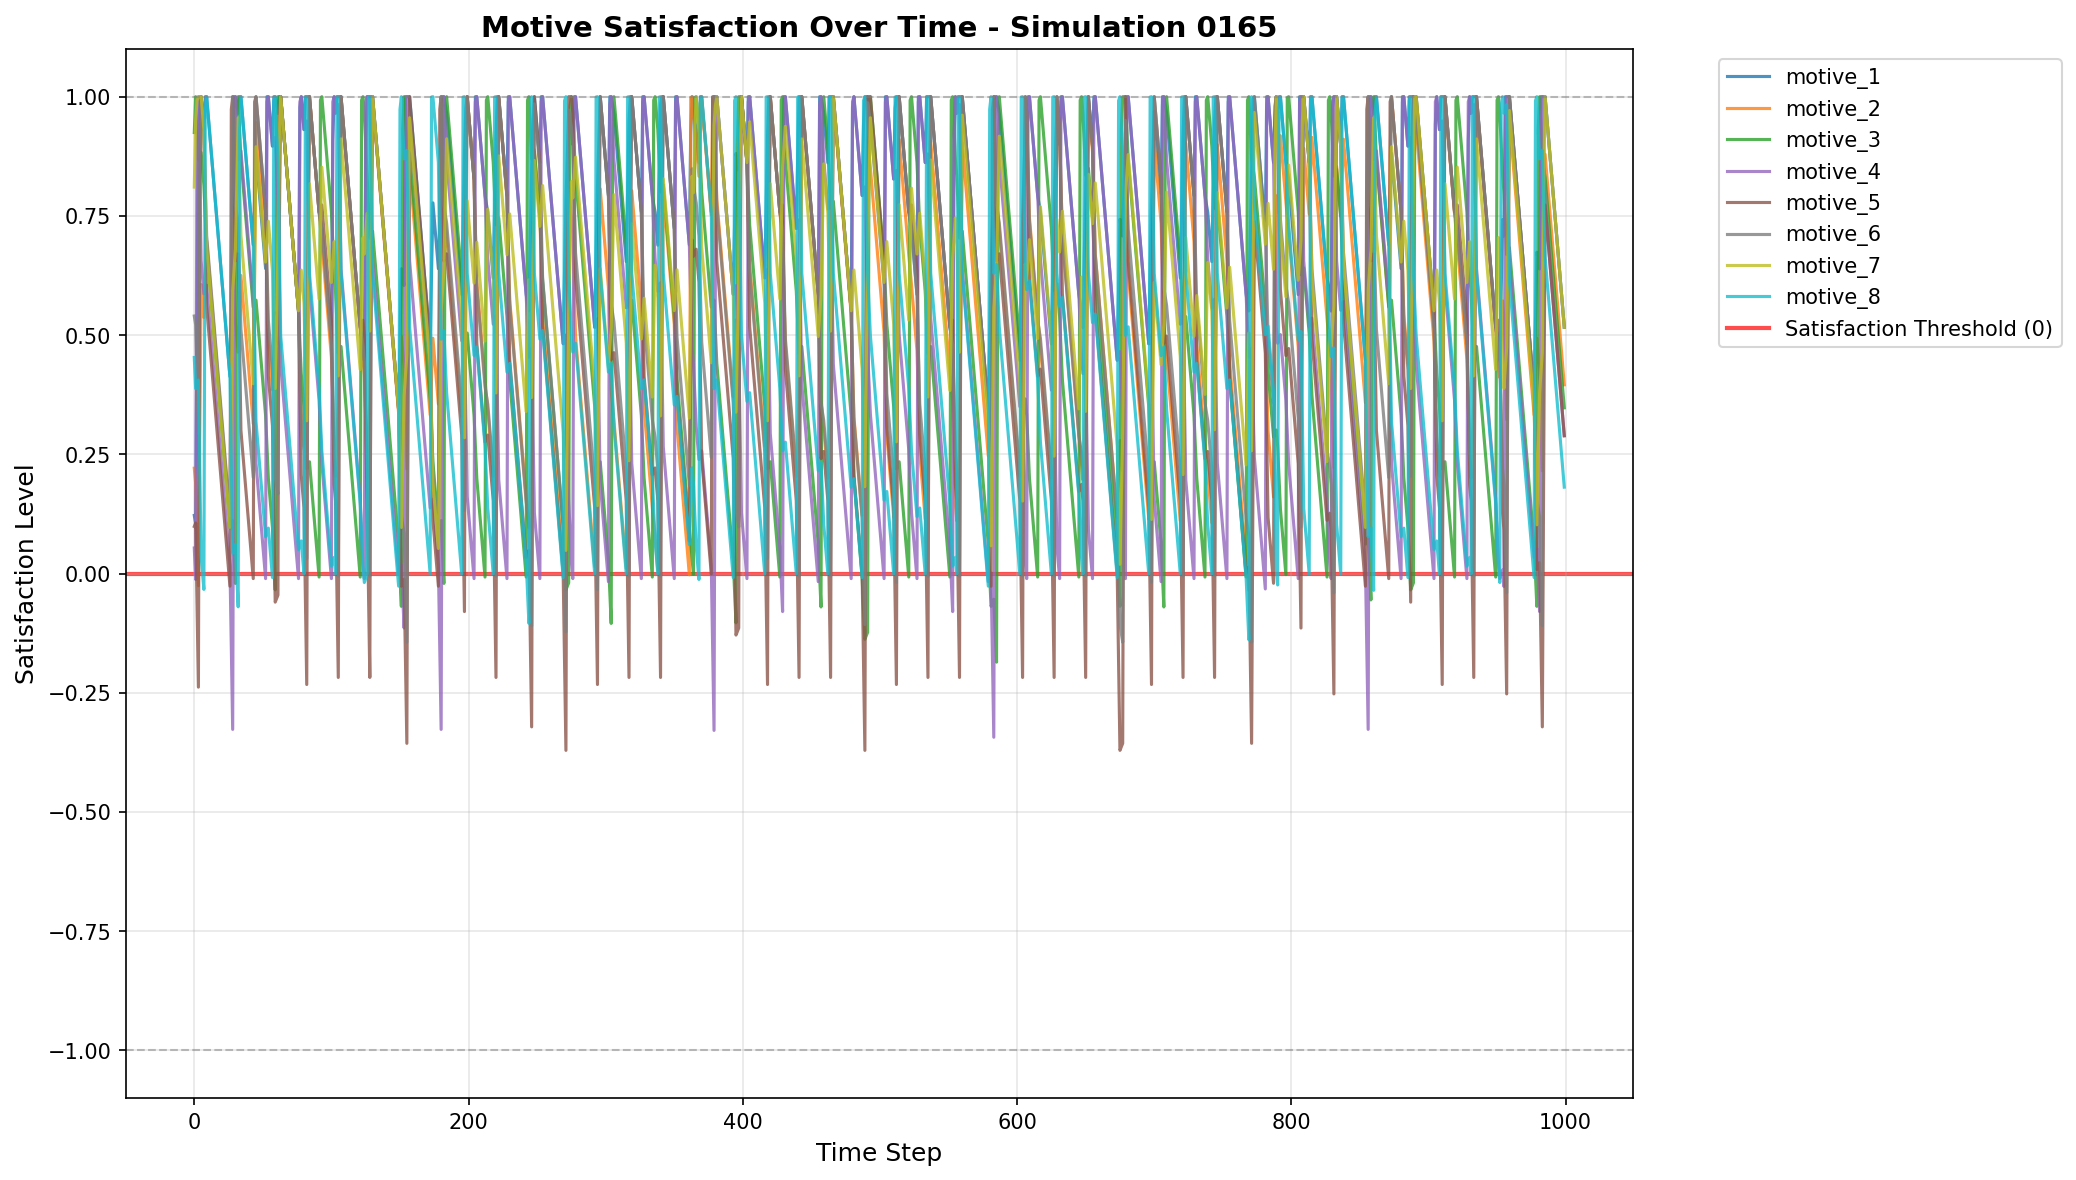 Motive Satisfaction Over Time - Simulation 0165
Satisfaction Level
1.00
0.75
0.50
0.25
0.00
−0.25
−0.50
−0.75
−1.00
0
200
400
600
800
1000
Time Step
motive_1
motive_2
motive_3
motive_4
motive_5
motive_6
motive_7
motive_8
Satisfaction Threshold (0)